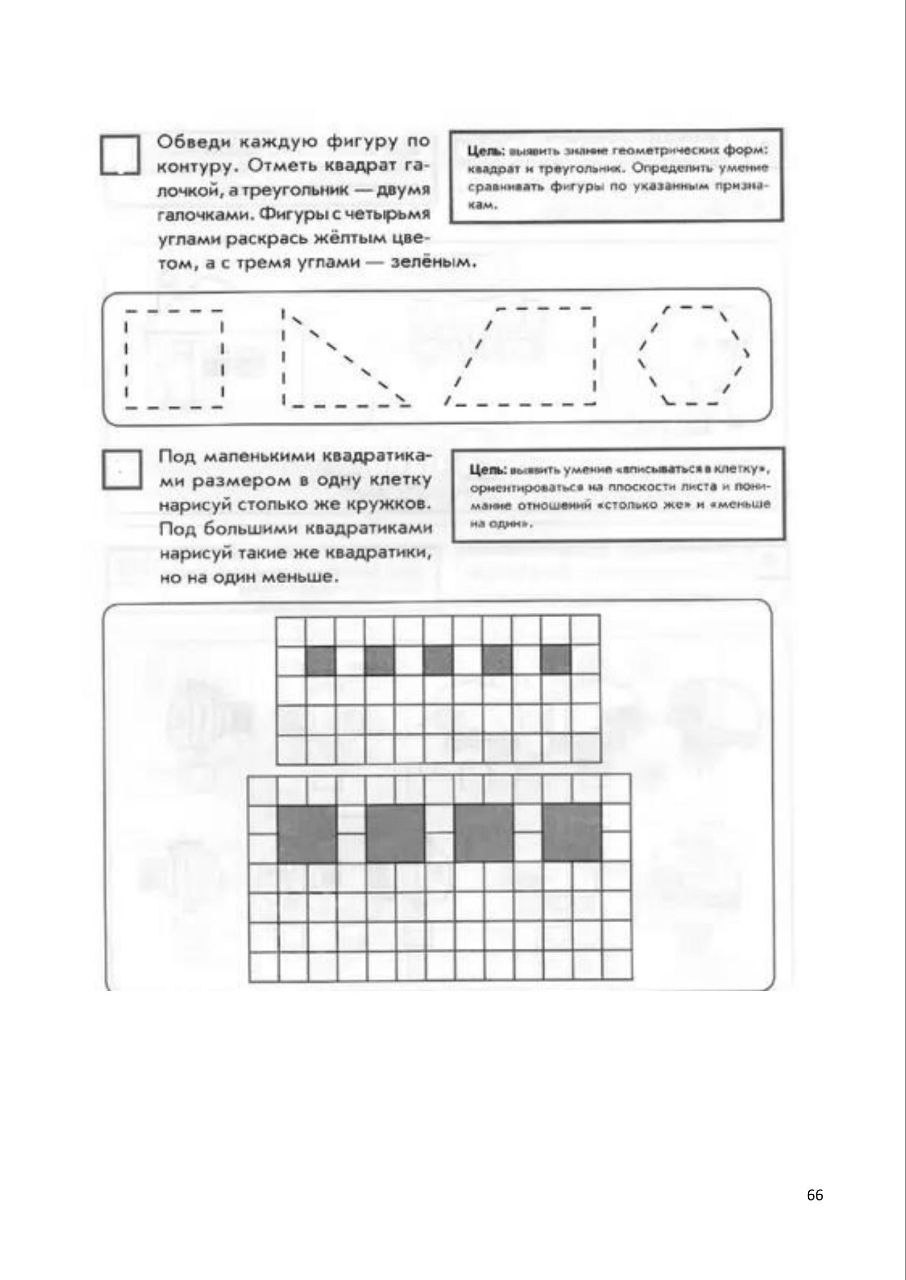 Обведи каждую фигуру по
контуру. Отметь квадрат га-
лочкой, а треугольник — двумя
галочками. Фигуры с четырьмя
углами раскрась жёлтым цве-
том, а с тремя углами — зелёным.
Цель: выявить знание геометрических форм:
квадрат и треугольник. Определить умение
сравнивать фигуры по указанным призна-
кам.
Под маленькими квадратика-
ми размером в одну клетку
нарисуй столько же кружков.
Под большими квадратиками
нарисуй такие же квадратики,
но на один меньше.
Цель: выявить умение «вписываться в клетку»,
ориентироваться на плоскости листа и пони-
мание отношений «столько же» и «меньше
на один».
66